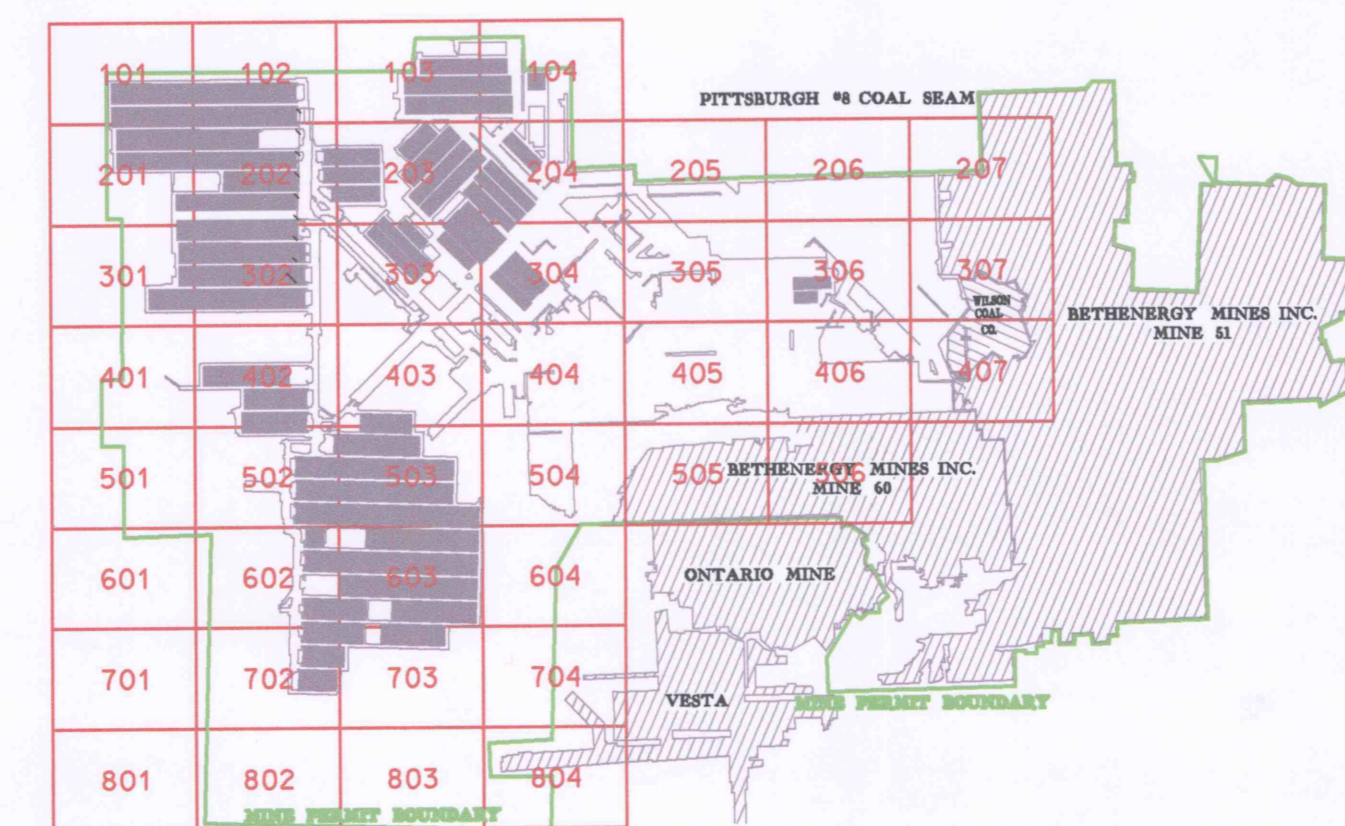 101 102 103 104
PITTSBURGH #8 COAL SEAM
201 202 203 204 205 206 207
301 302 303 304 305 306 307
WILSON
COAL
CO.
BETHENERGY MINES INC.
MINE 51
401 402 403 404 405 406 407
501 502 503 504 505 506
BETHENERGY MINES INC.
MINE 60
601 602 603 604
ONTARIO MINE
701 702 703 704
VESTA
MINE PERMIT BOUNDARY
801 802 803 804
MINE PERMIT BOUNDARY